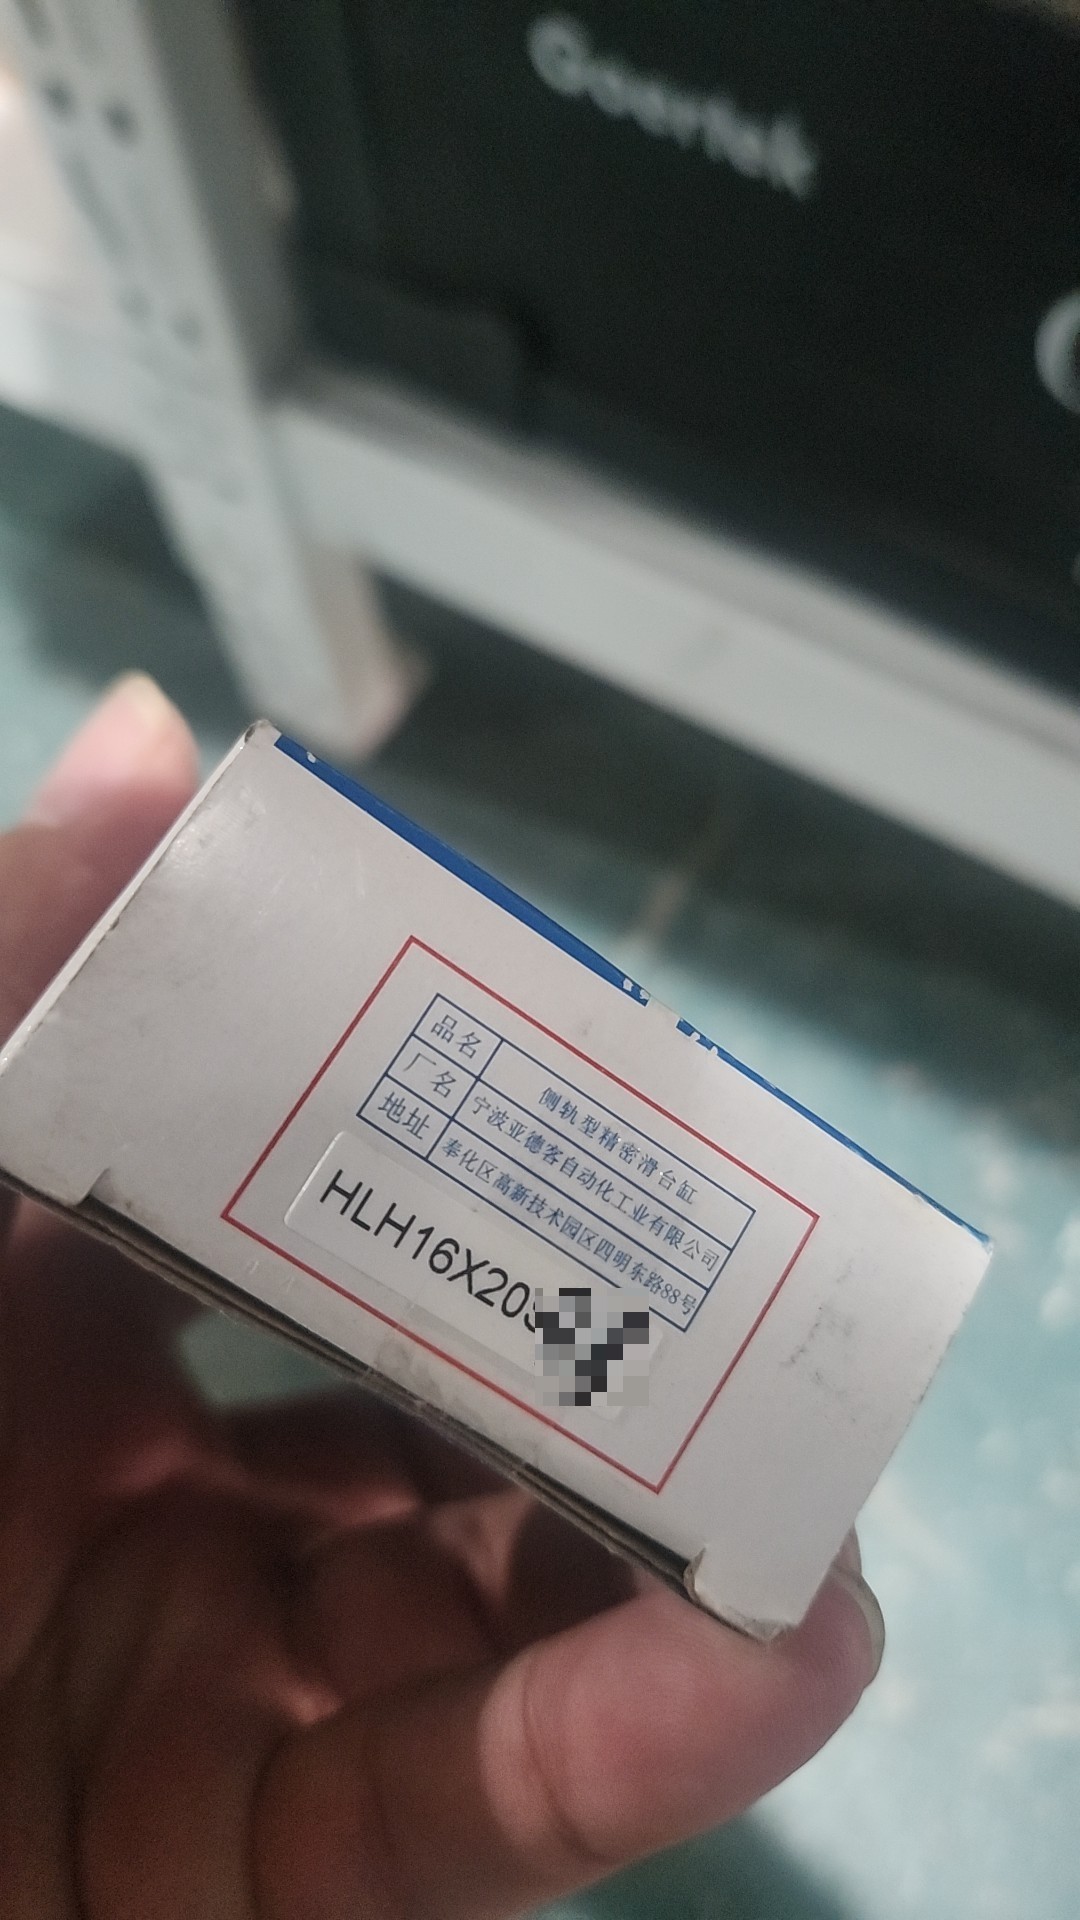 Goertek
品名 侧轨型精密滑台缸
厂名 宁波亚德客自动化工业有限公司
地址 奉化区高新技术园区四明东路88号
HLH16X20S